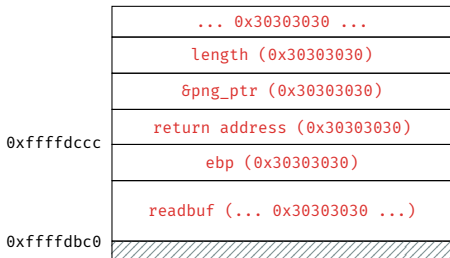 ... 0x30303030 ...
length (0x30303030)
&png_ptr (0x30303030)
return address (0x30303030)
0xffffdccc
ebp (0x30303030)
readbuf (... 0x30303030 ...)
0xffffdbc0